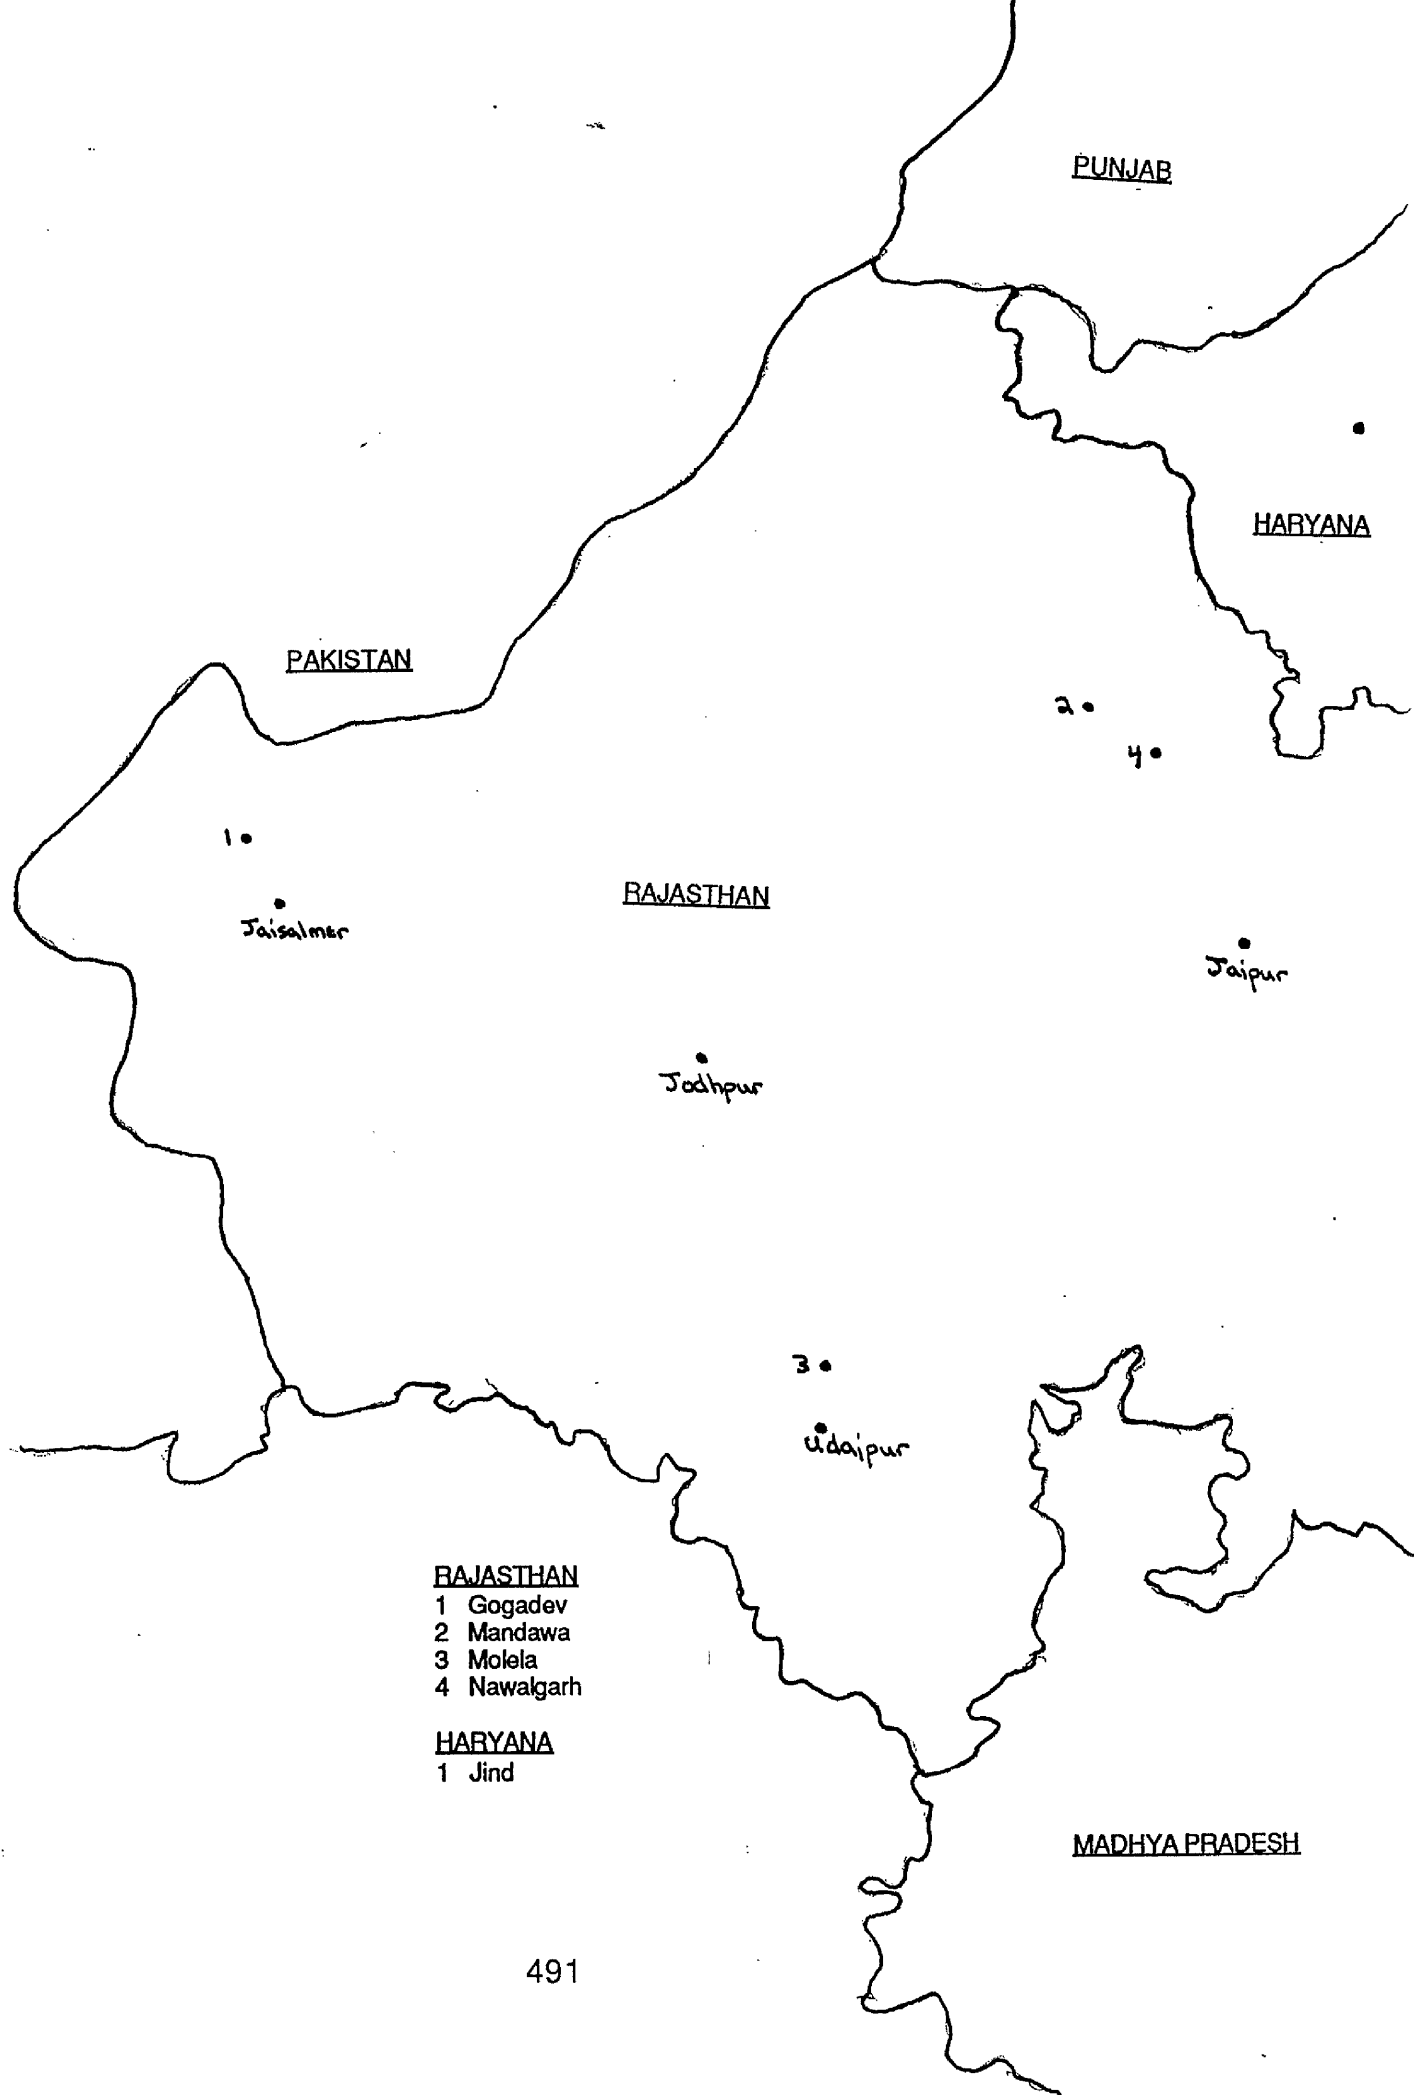 PUNJAB
HARYANA
PAKISTAN
2
4
1
RAJASTHAN
Jaisalmer
Jaipur
Jodhpur
3
Udaipur
RAJASTHAN
1 Gogadev
2 Mandawa
3 Molela
4 Nawalgarh
HARYANA
1 Jind
MADHYA PRADESH
491